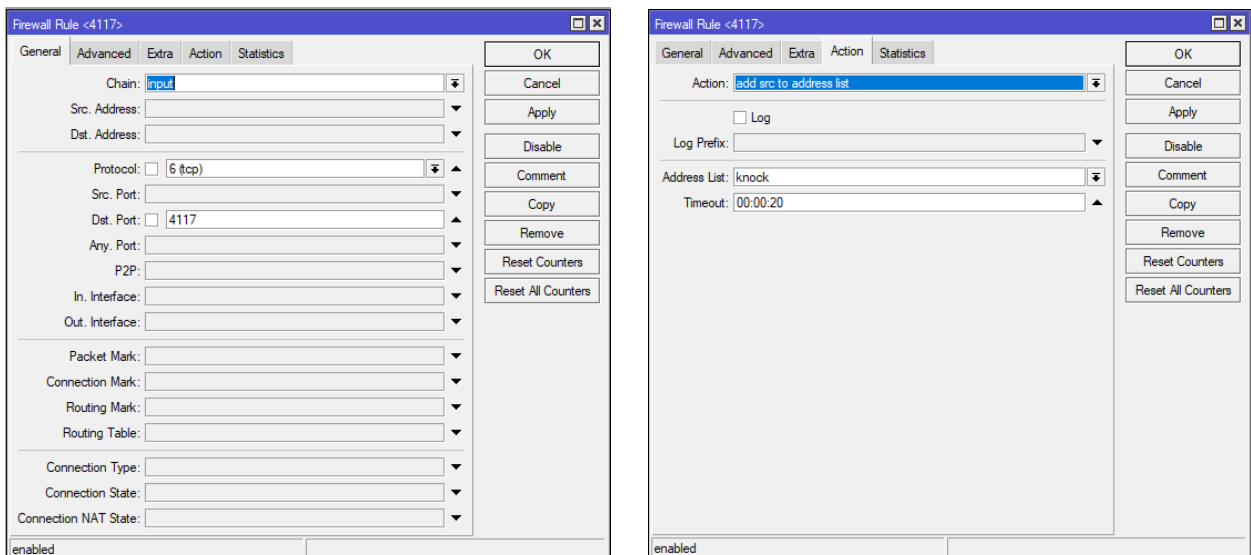 Firewall Rule <4117>
General Advanced Extra Action Statistics
Chain: input
Src. Address:
Dst. Address:
Protocol: 6 (tcp)
Src. Port:
Dst. Port: 4117
Any. Port:
P2P:
In. Interface:
Out. Interface:
Packet Mark:
Connection Mark:
Routing Mark:
Routing Table:
Connection Type:
Connection State:
Connection NAT State:
OK
Cancel
Apply
Disable
Comment
Copy
Remove
Reset Counters
Reset All Counters
enabled
Firewall Rule <4117>
General Advanced Extra Action Statistics
Action: add src to address list
Log
Log Prefix:
Address List: knock
Timeout: 00:00:20
OK
Cancel
Apply
Disable
Comment
Copy
Remove
Reset Counters
Reset All Counters
enabled